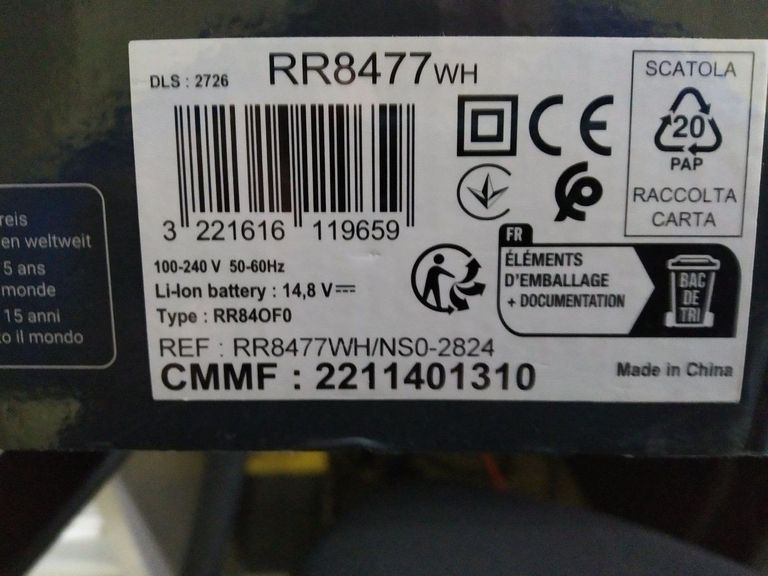 DLS : 2726
RR8477WH
3 221616 119659
100-240 V 50-60Hz
Li-Ion battery : 14,8 V
Type : RR84OF0
REF : RR8477WH/NS0-2824
CMMF : 2211401310
CE
SCATOLA
20
PAP
RACCOLTA
CARTA
FR
ÉLÉMENTS
D'EMBALLAGE
+ DOCUMENTATION
BAC
DE
TRI
Made in China
reis
en weltweit
5 ans
monde
15 anni
o il mondo